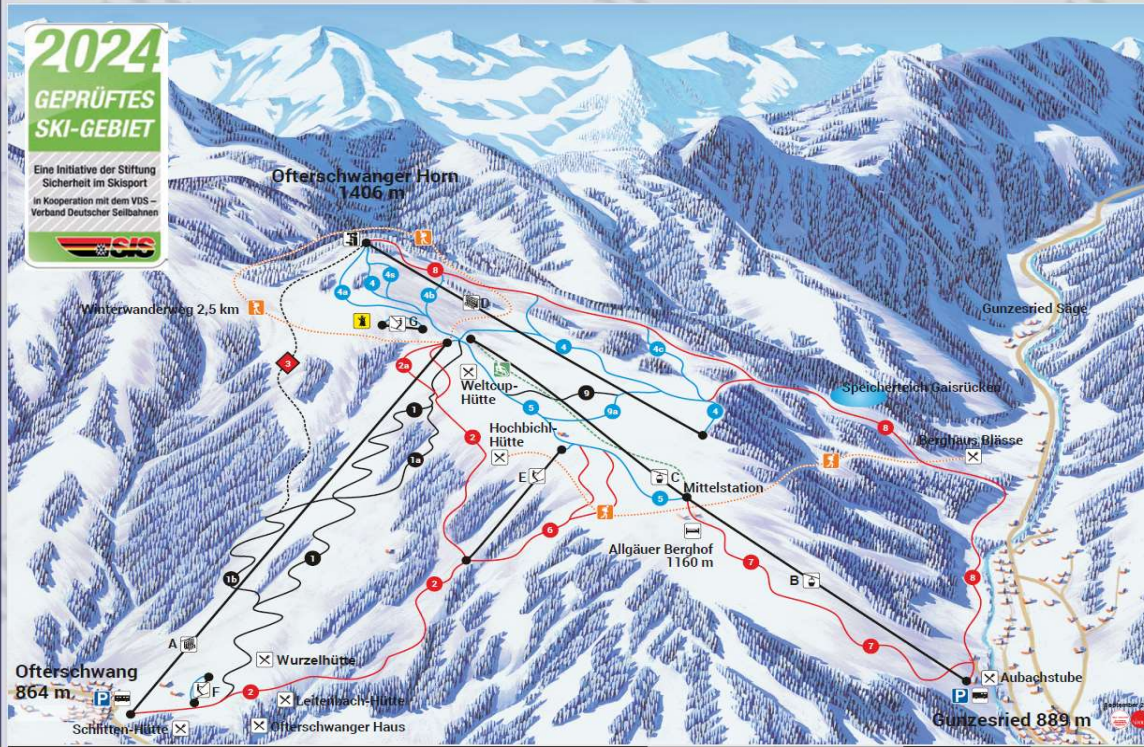 2024
GEPRÜFTES
SKI-GEBIET
Eine Initiative der Stiftung
Sicherheit im Skisport
in Kooperation mit dem VDS –
Verband Deutscher Seilbahnen
SIS
Ofterschwanger Horn
1406 m
8
4s
4
4a
4b
D
Winterwanderweg 2,5 km
G
Gunzesried Säge
3
2a
4
4c
Weltcup-
Hütte
9
Speicherteich Gaisrücken
1
5
9a
4
2
Hochbichl-
Hütte
8
Berghaus Blässe
1a
E
C
Mittelstation
5
6
Allgäuer Berghof
1160 m
1
7
1b
2
B
8
A
7
Wurzelhütte
Ofterschwang
864 m
P
F
2
Leitenbach-Hütte
Aubachstube
P
Schlitten-Hütte
Ofterschwanger Haus
Gunzesried 889 m